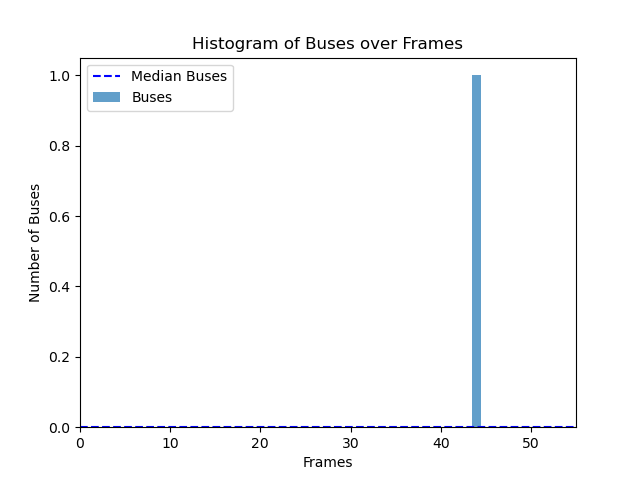 Histogram of Buses over Frames
Median Buses
Buses
1.0
0.8
0.6
0.4
0.2
0.0
Number of Buses
0 10 20 30 40 50
Frames